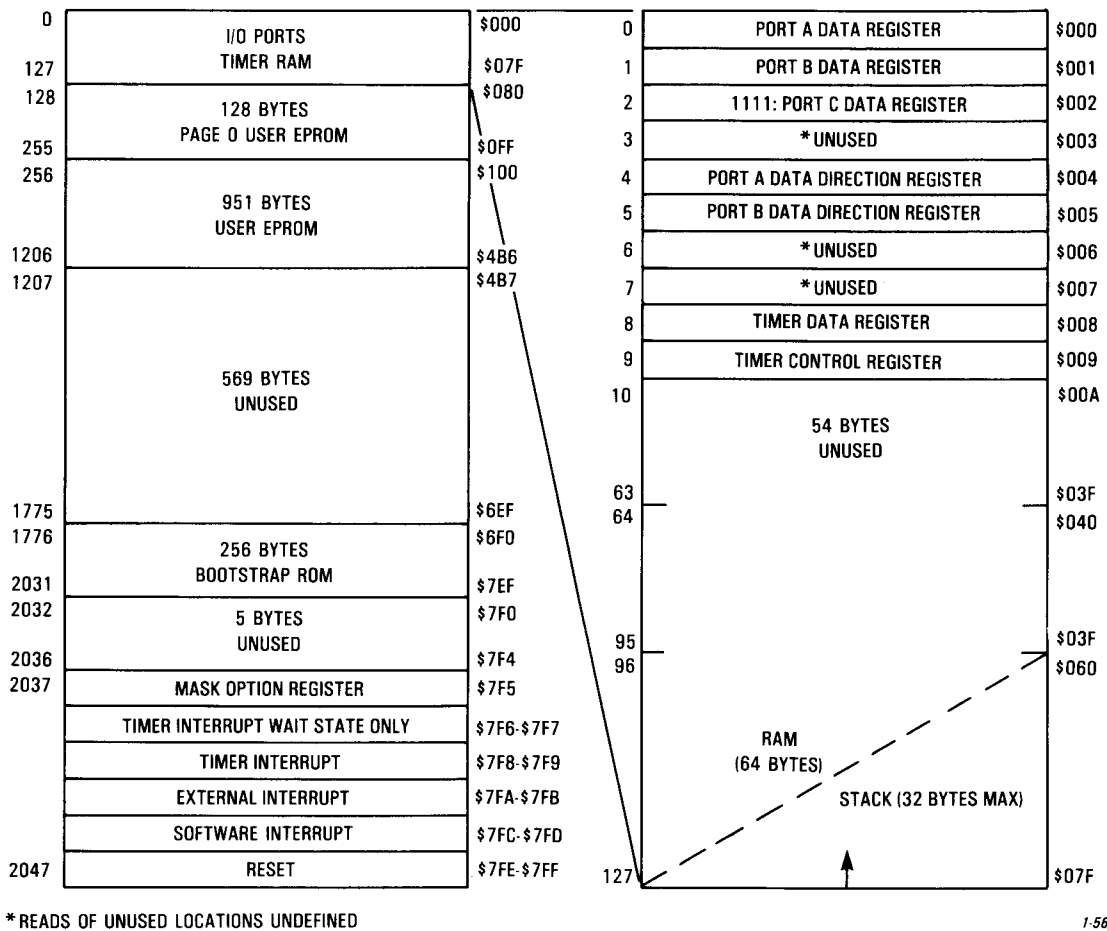 0
I/O PORTS
TIMER RAM
$000
127
$07F
128
128 BYTES
PAGE 0 USER EPROM
$080
255
$0FF
256
951 BYTES
USER EPROM
$100
1206
$4B6
1207
569 BYTES
UNUSED
$4B7
1775
$6EF
1776
256 BYTES
BOOTSTRAP ROM
$6F0
2031
$7EF
2032
5 BYTES
UNUSED
$7F0
2036
$7F4
2037
MASK OPTION REGISTER
$7F5
TIMER INTERRUPT WAIT STATE ONLY
$7F6-$7F7
TIMER INTERRUPT
$7F8-$7F9
EXTERNAL INTERRUPT
$7FA-$7FB
SOFTWARE INTERRUPT
$7FC-$7FD
2047
RESET
$7FE-$7FF
0 PORT A DATA REGISTER $000
1 PORT B DATA REGISTER $001
2 1111: PORT C DATA REGISTER $002
3 *UNUSED $003
4 PORT A DATA DIRECTION REGISTER $004
5 PORT B DATA DIRECTION REGISTER $005
6 *UNUSED $006
7 *UNUSED $007
8 TIMER DATA REGISTER $008
9 TIMER CONTROL REGISTER $009
10 $00A
54 BYTES
UNUSED
63 $03F
64 $040
95 $03F
96 $060
RAM
(64 BYTES)
STACK (32 BYTES MAX)
127 $07F
*READS OF UNUSED LOCATIONS UNDEFINED
1-56